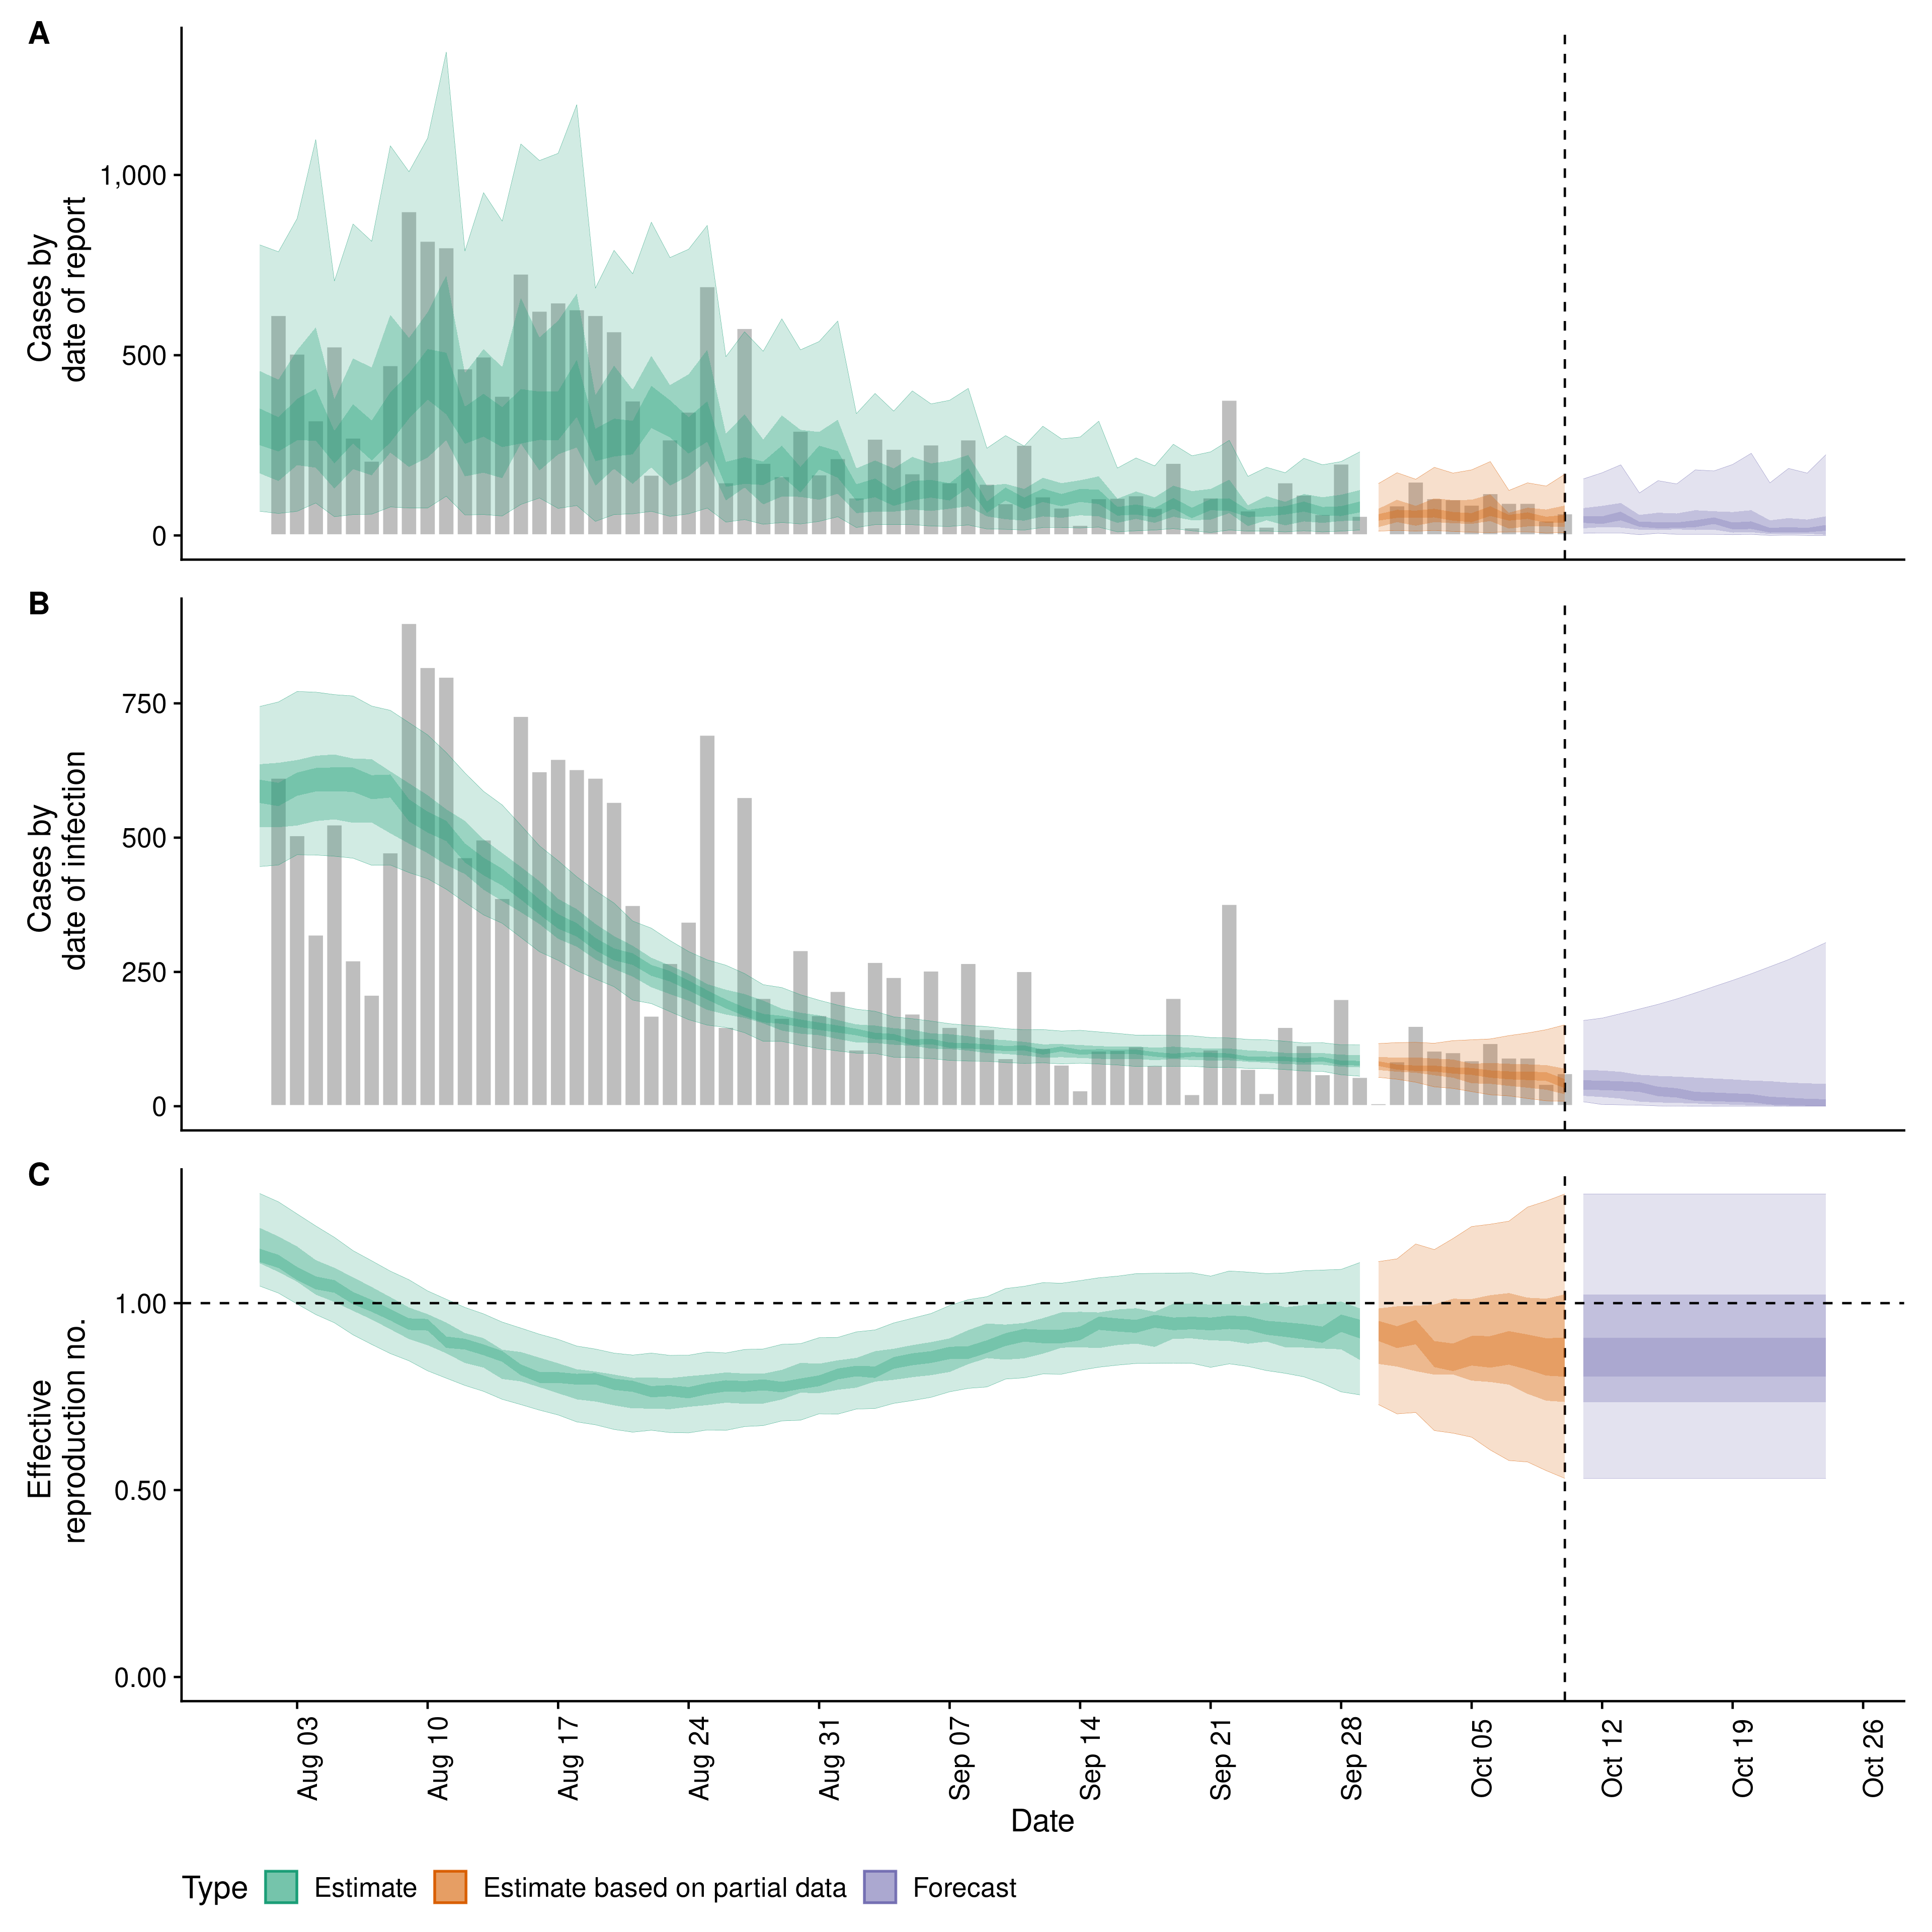 A
Cases by
date of report
1,000
500
0
B
Cases by
date of infection
750
500
250
0
C
Effective
reproduction no.
1.00
0.50
0.00
Aug 03
Aug 10
Aug 17
Aug 24
Aug 31
Sep 07
Sep 14
Sep 21
Sep 28
Oct 05
Oct 12
Oct 19
Oct 26
Date
Type Estimate Estimate based on partial data Forecast